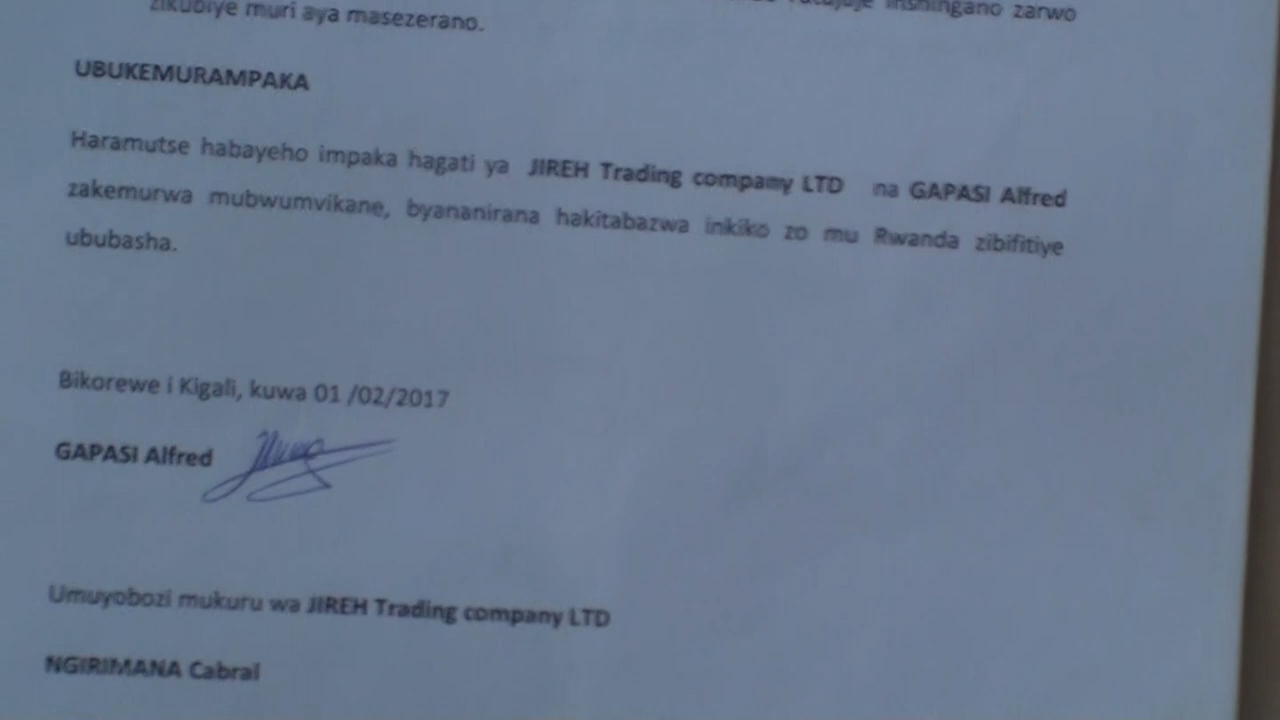 inshingano zarwo
zikubiye muri aya masezerano.
UBUKEMURAMPAKA
Haramutse habayeho impaka hagati ya JIREH Trading company LTD na GAPASI Alfred
zakemurwa mubwumvikane, byananirana hakitabazwa inkiko zo mu Rwanda zibifitiye
ububasha.
Bikorewe i Kigali, kuwa 01 /02/2017
GAPASI Alfred
Umuyobozi mukuru wa JIREH Trading company LTD
NGIRIMANA Cabral